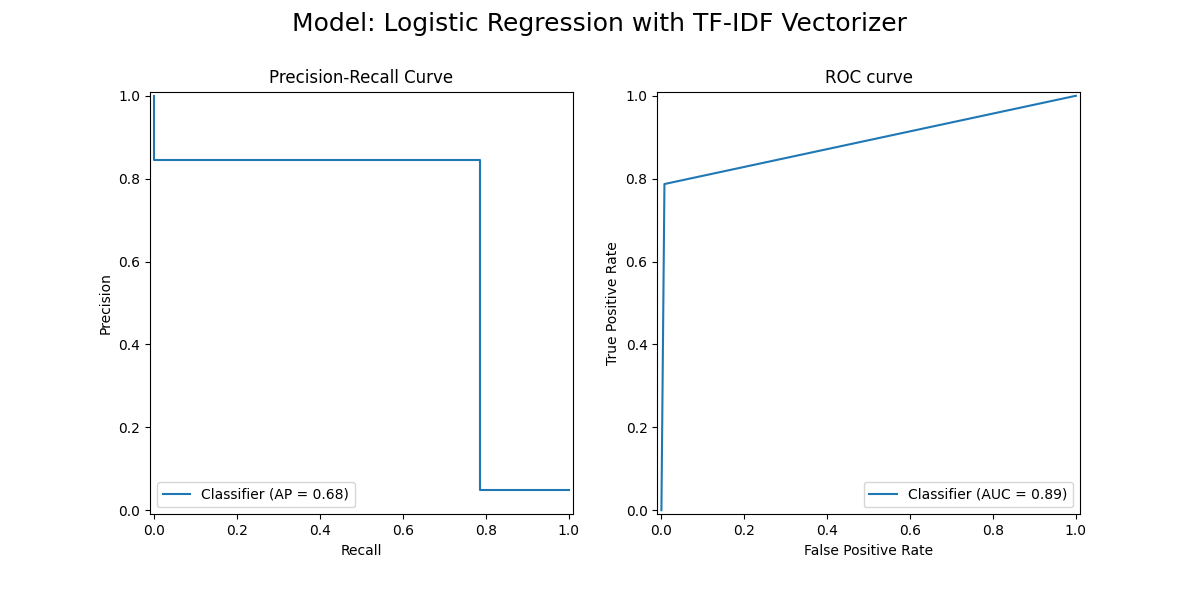 Model: Logistic Regression with TF-IDF Vectorizer
Precision-Recall Curve
1.0
0.8
0.6
0.4
0.2
0.0
Precision
0.0 0.2 0.4 0.6 0.8 1.0
Recall
Classifier (AP = 0.68)
ROC curve
1.0
0.8
0.6
0.4
0.2
0.0
True Positive Rate
0.0 0.2 0.4 0.6 0.8 1.0
False Positive Rate
Classifier (AUC = 0.89)